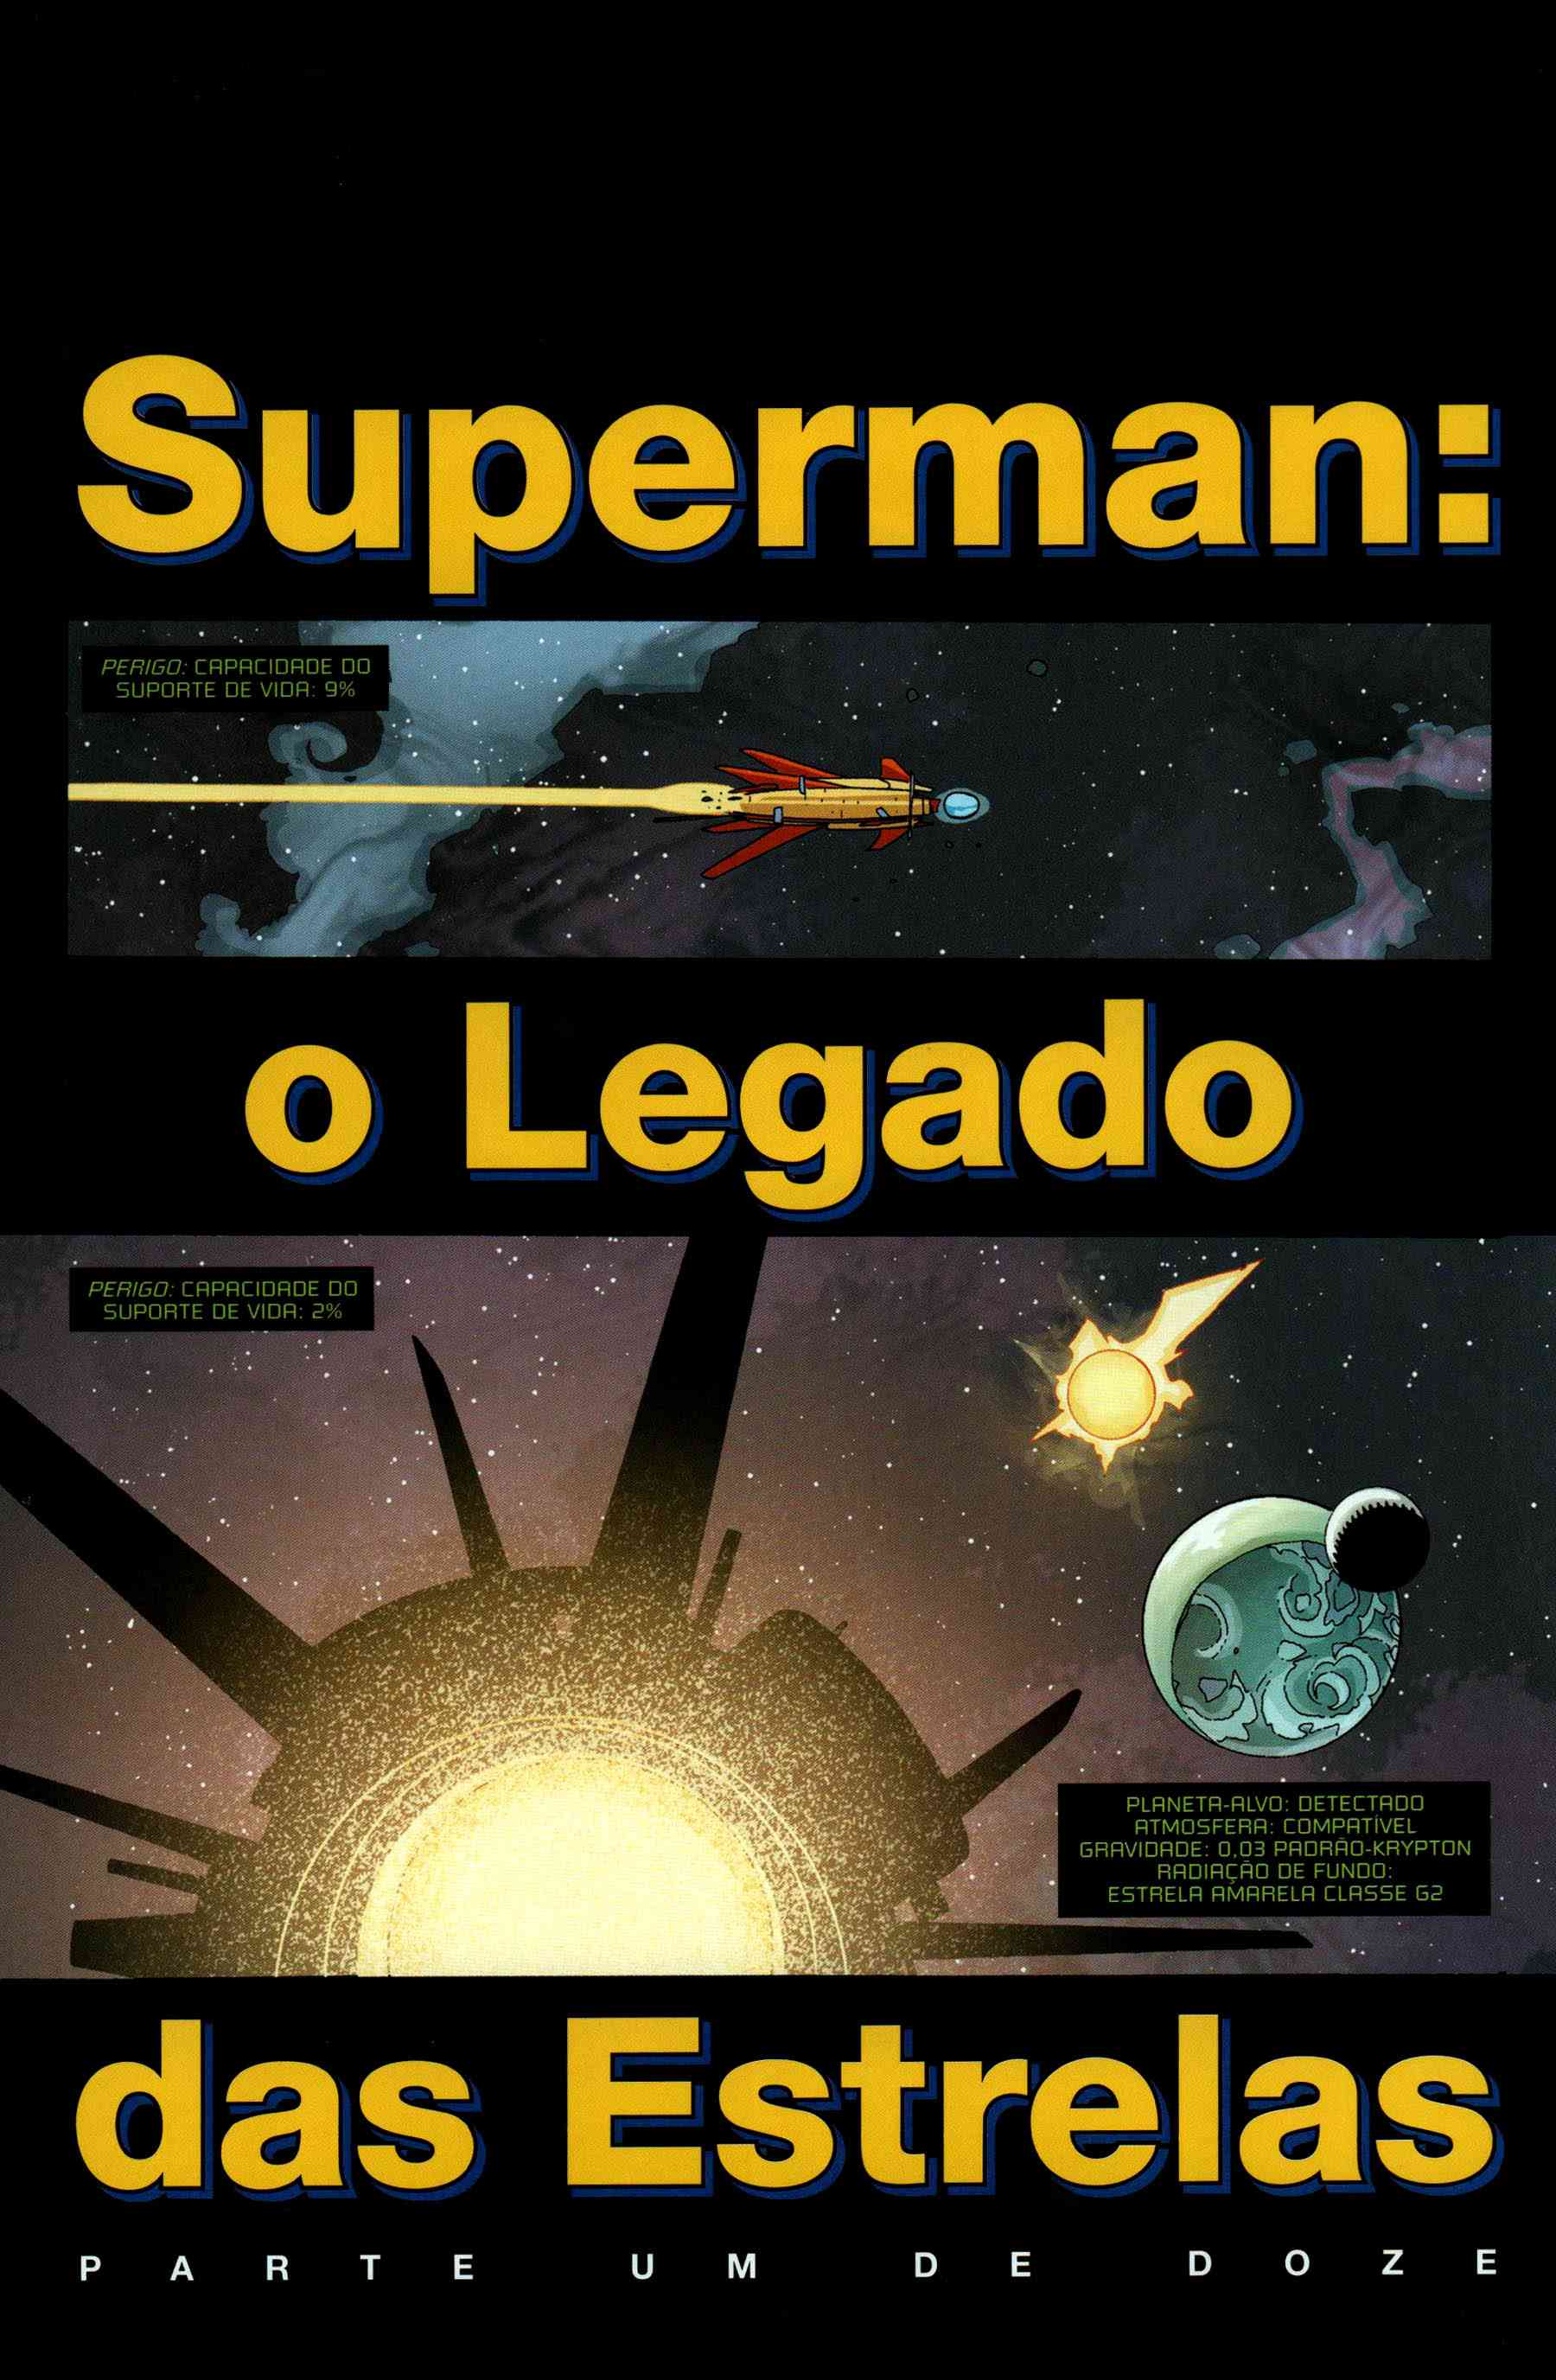 Superman:
PERIGO: CAPACIDADE DO
SUPORTE DE VIDA: 9%
o Legado
PERIGO: CAPACIDADE DO
SUPORTE DE VIDA: 2%
PLANETA-ALVO: DETECTADO
ATMOSFERA: COMPATÍVEL
GRAVIDADE: 0,03 PADRÃO-KRYPTON
RADIAÇÃO DE FUNDO:
ESTRELA AMARELA CLASSE G2
das Estrelas
PARTE UM DE DOZE